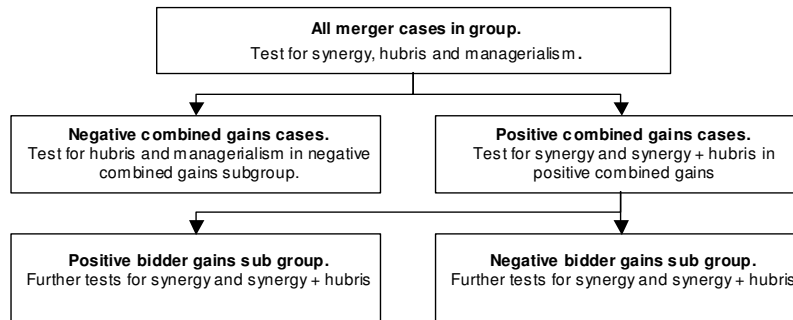 All merger cases in group.
Test for synergy, hubris and managerialism.
Negative combined gains cases.
Test for hubris and managerialism in negative
combined gains subgroup.
Positive combined gains cases.
Test for synergy and synergy + hubris in
positive combined gains
Positive bidder gains sub group.
Further tests for synergy and synergy + hubris
Negative bidder gains sub group.
Further tests for synergy and synergy + hubris